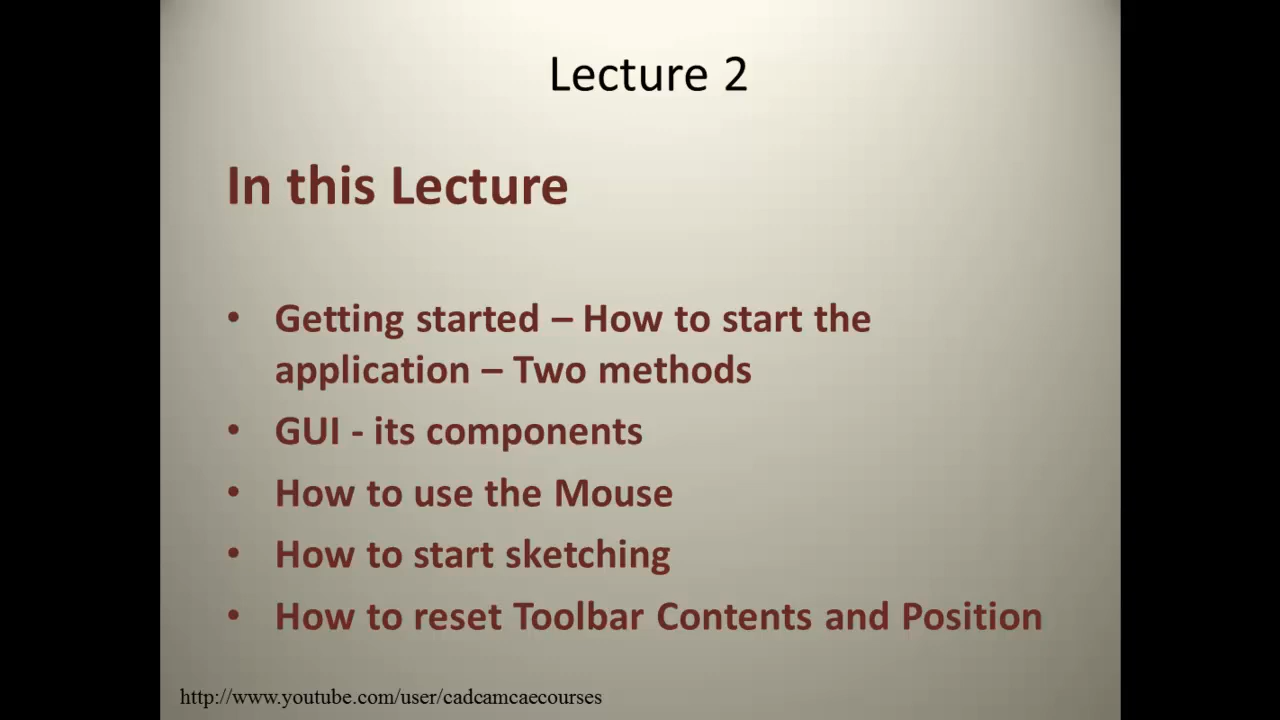 Lecture 2
In this Lecture
• Getting started – How to start the
application – Two methods
• GUI - its components
• How to use the Mouse
• How to start sketching
• How to reset Toolbar Contents and Position
http://www.youtube.com/user/cadcamcaecourses